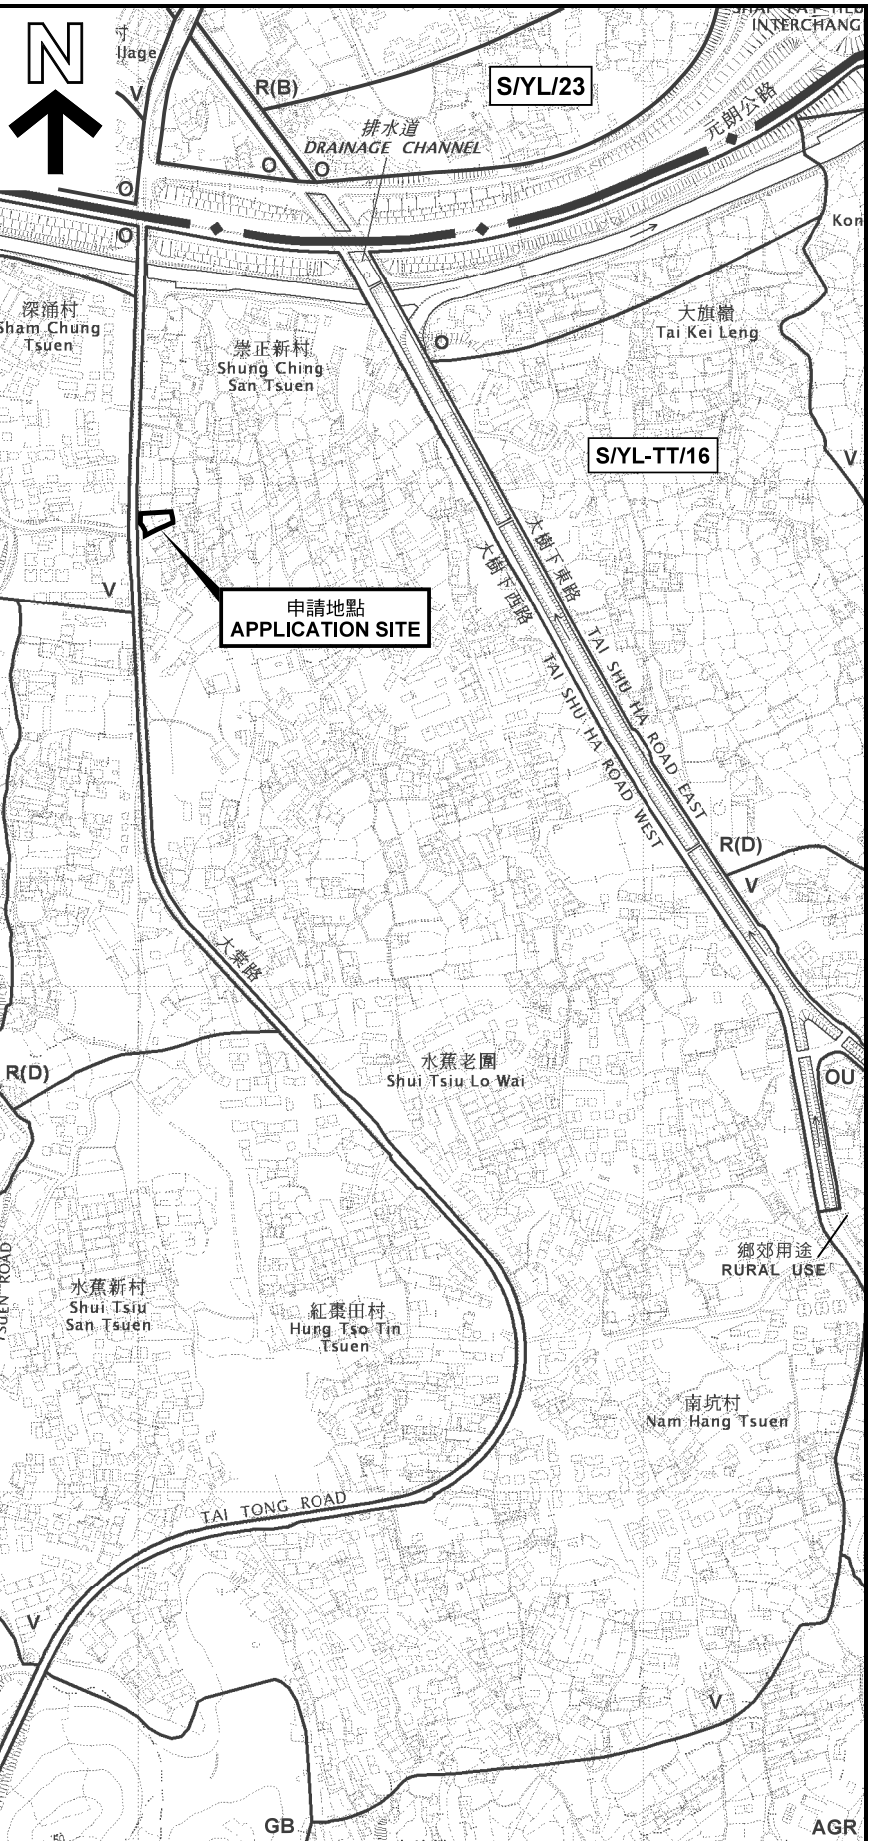 N
寸
llage
V
R(B)
S/YL/23
INTERCHANG
元朗公路
排水道
DRAINAGE CHANNEL
O
O
O
O
Kon
深涌村
Sham Chung
Tsuen
崇正新村
Shung Ching
San Tsuen
O
大旗嶺
Tai Kei Leng
S/YL-TT/16
V
大樹下東路
大樹下西路
V
申請地點
APPLICATION SITE
TAI SHU HA ROAD EAST
TAI SHU HA ROAD WEST
R(D)
V
大棠路
水蕉老圍
Shui Tsiu Lo Wai
R(D)
OU
鄉郊用途
RURAL USE
TSUEN ROAD
水蕉新村
Shui Tsiu
San Tsuen
紅棗田村
Hung Tso Tin
Tsuen
南坑村
Nam Hang Tsuen
TAI TONG ROAD
V
V
GB
AGR
50